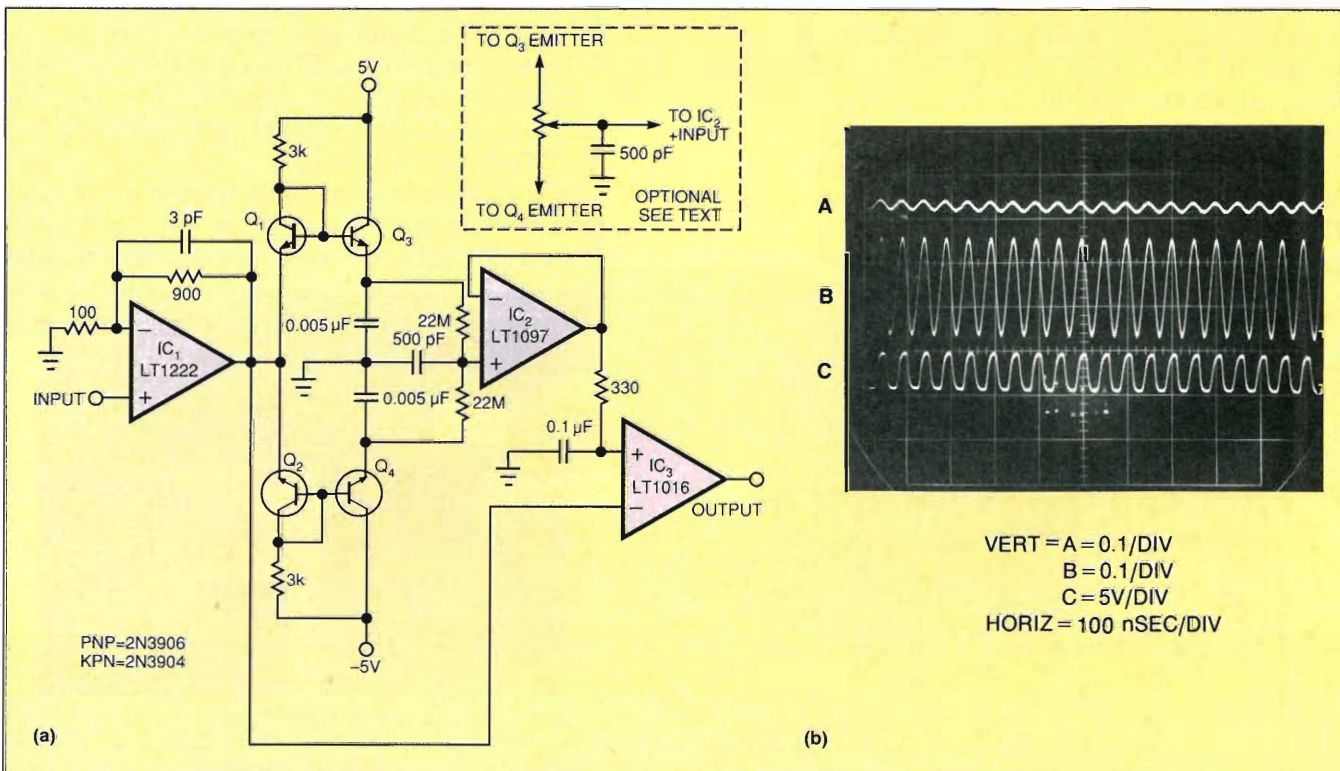 TO Q3 EMITTER
5V
TO IC2
+INPUT
500 pF
3k
OPTIONAL
SEE TEXT
TO Q4 EMITTER
3 pF
Q1
Q3
A
900
B
100
IC2
LT1097
0.005 µF
22M
500 pF
IC1
LT1222
C
330
INPUT
0.005 µF
22M
0.1 µF
Q2
Q4
IC3
LT1016
OUTPUT
3k
VERT = A = 0.1/DIV
B = 0.1/DIV
C = 5V/DIV
HORIZ = 100 nSEC/DIV
PNP=2N3906
KPN=2N3904
–5V
(a)
(b)